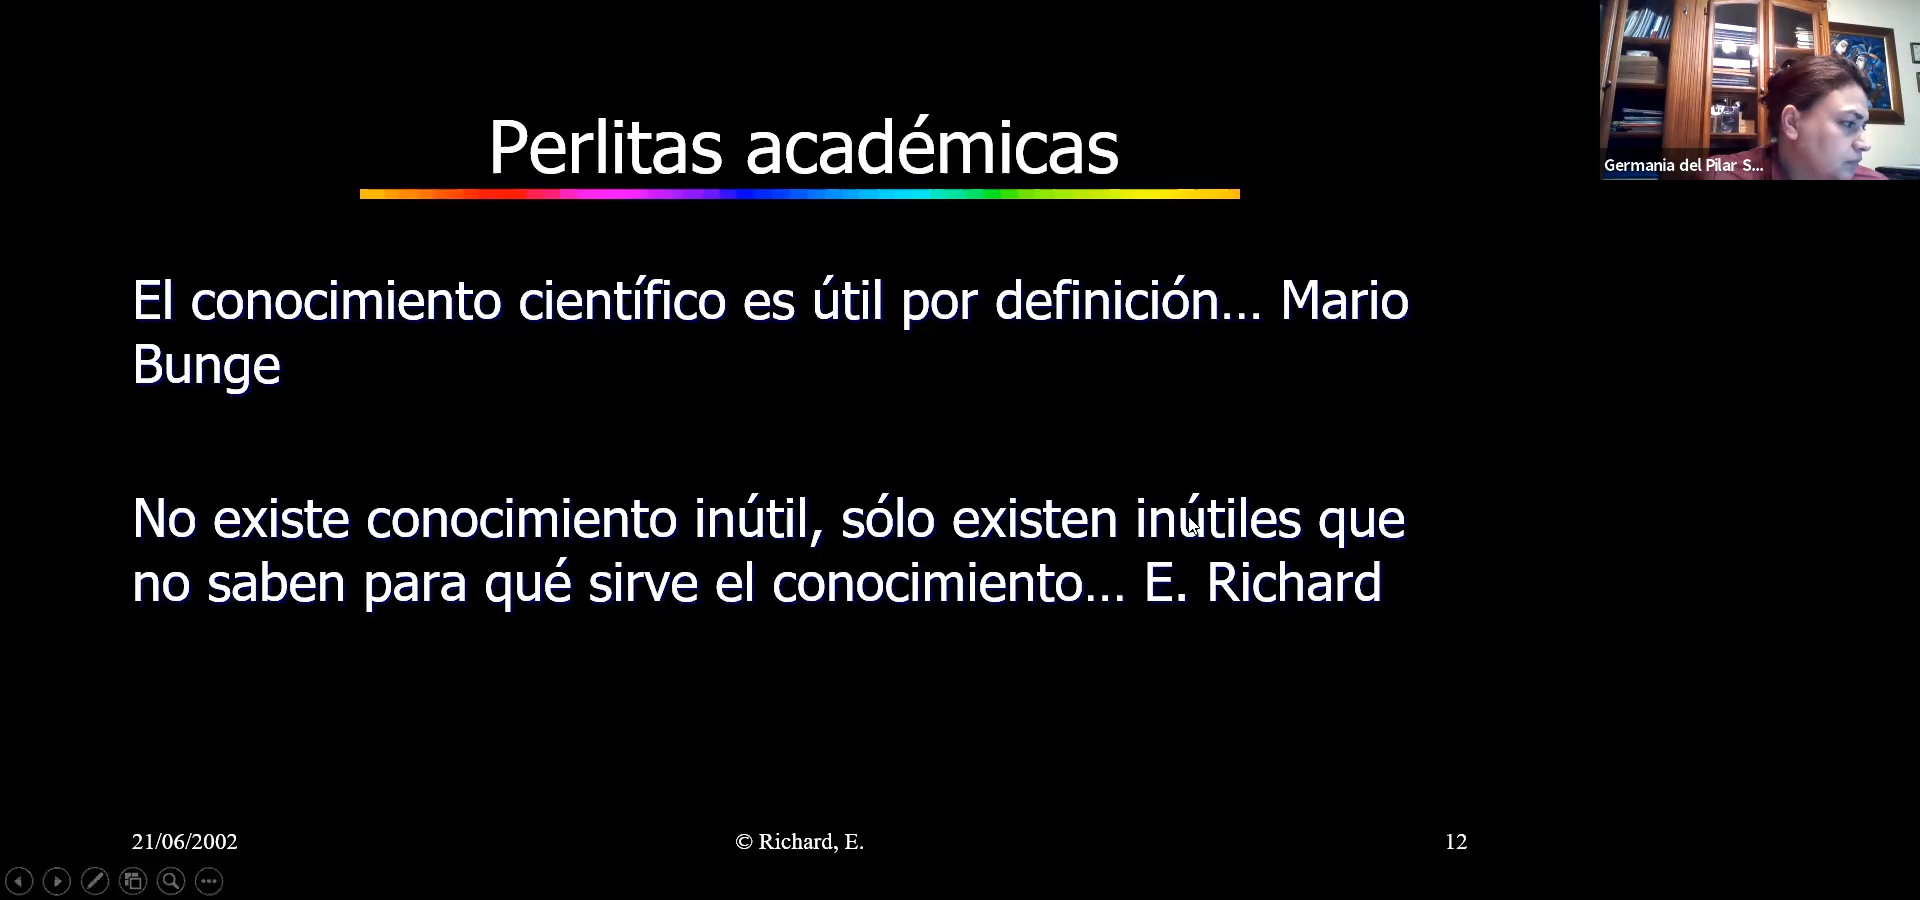 Perlitas académicas
Germania del Pilar S...
El conocimiento científico es útil por definición... Mario
Bunge
No existe conocimiento inútil, sólo existen inútiles que
no saben para qué sirve el conocimiento... E. Richard
21/06/2002
© Richard, E.
12